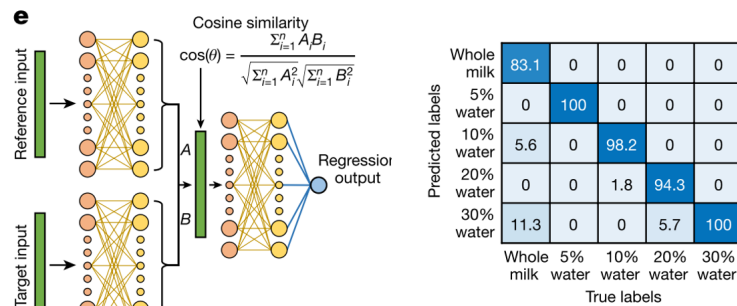 e
Cosine similarity
cos(θ) = Σⁿᵢ₌₁ AᵢBᵢ / √Σⁿᵢ₌₁ Aᵢ² √Σⁿᵢ₌₁ Bᵢ²
Reference input
Target input
A
B
Regression
output
Predicted labels
Whole
milk
83.1 0 0 0 0
5%
water
0 100 0 0 0
10%
water
5.6 0 98.2 0 0
20%
water
0 0 1.8 94.3 0
30%
water
11.3 0 0 5.7 100
Whole 5% 10% 20% 30%
milk water water water water
True labels